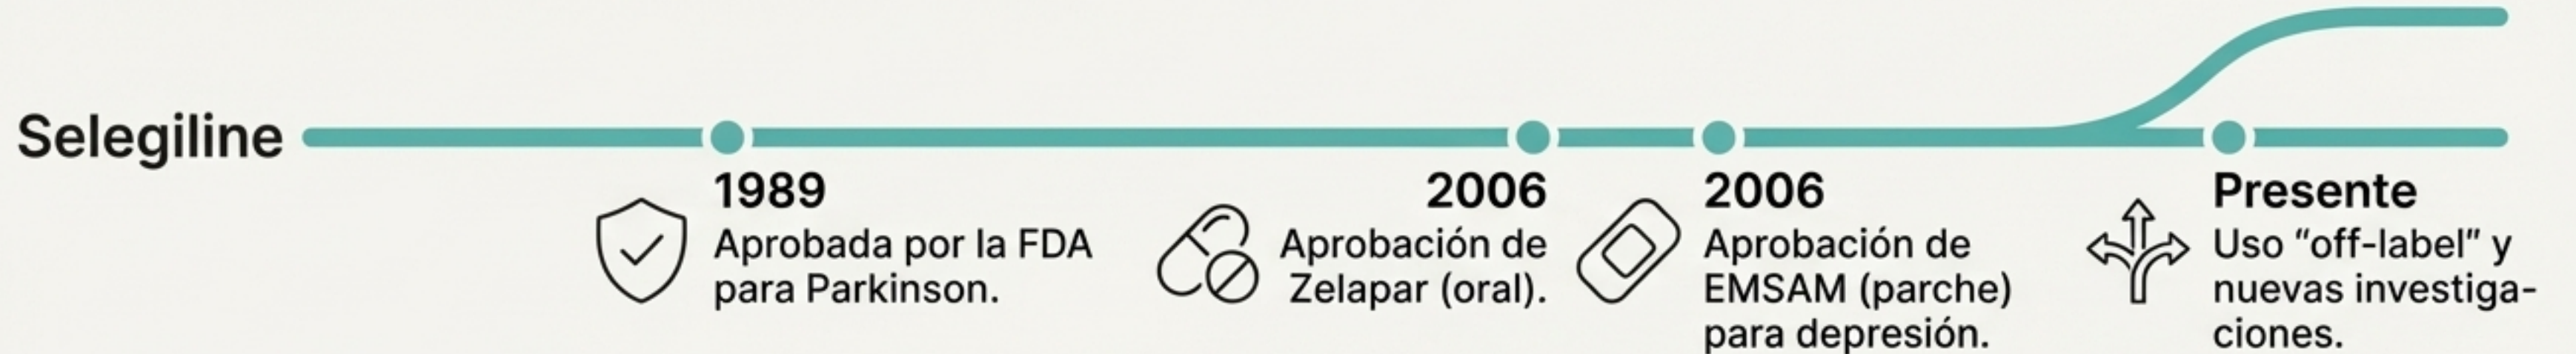 Selegiline
1989
Aprobada por la FDA
para Parkinson.
2006
Aprobación de
Zelapar (oral).
2006
Aprobación de
EMSAM (parche)
para depresión.
Presente
Uso “off-label” y
nuevas investiga-
ciones.